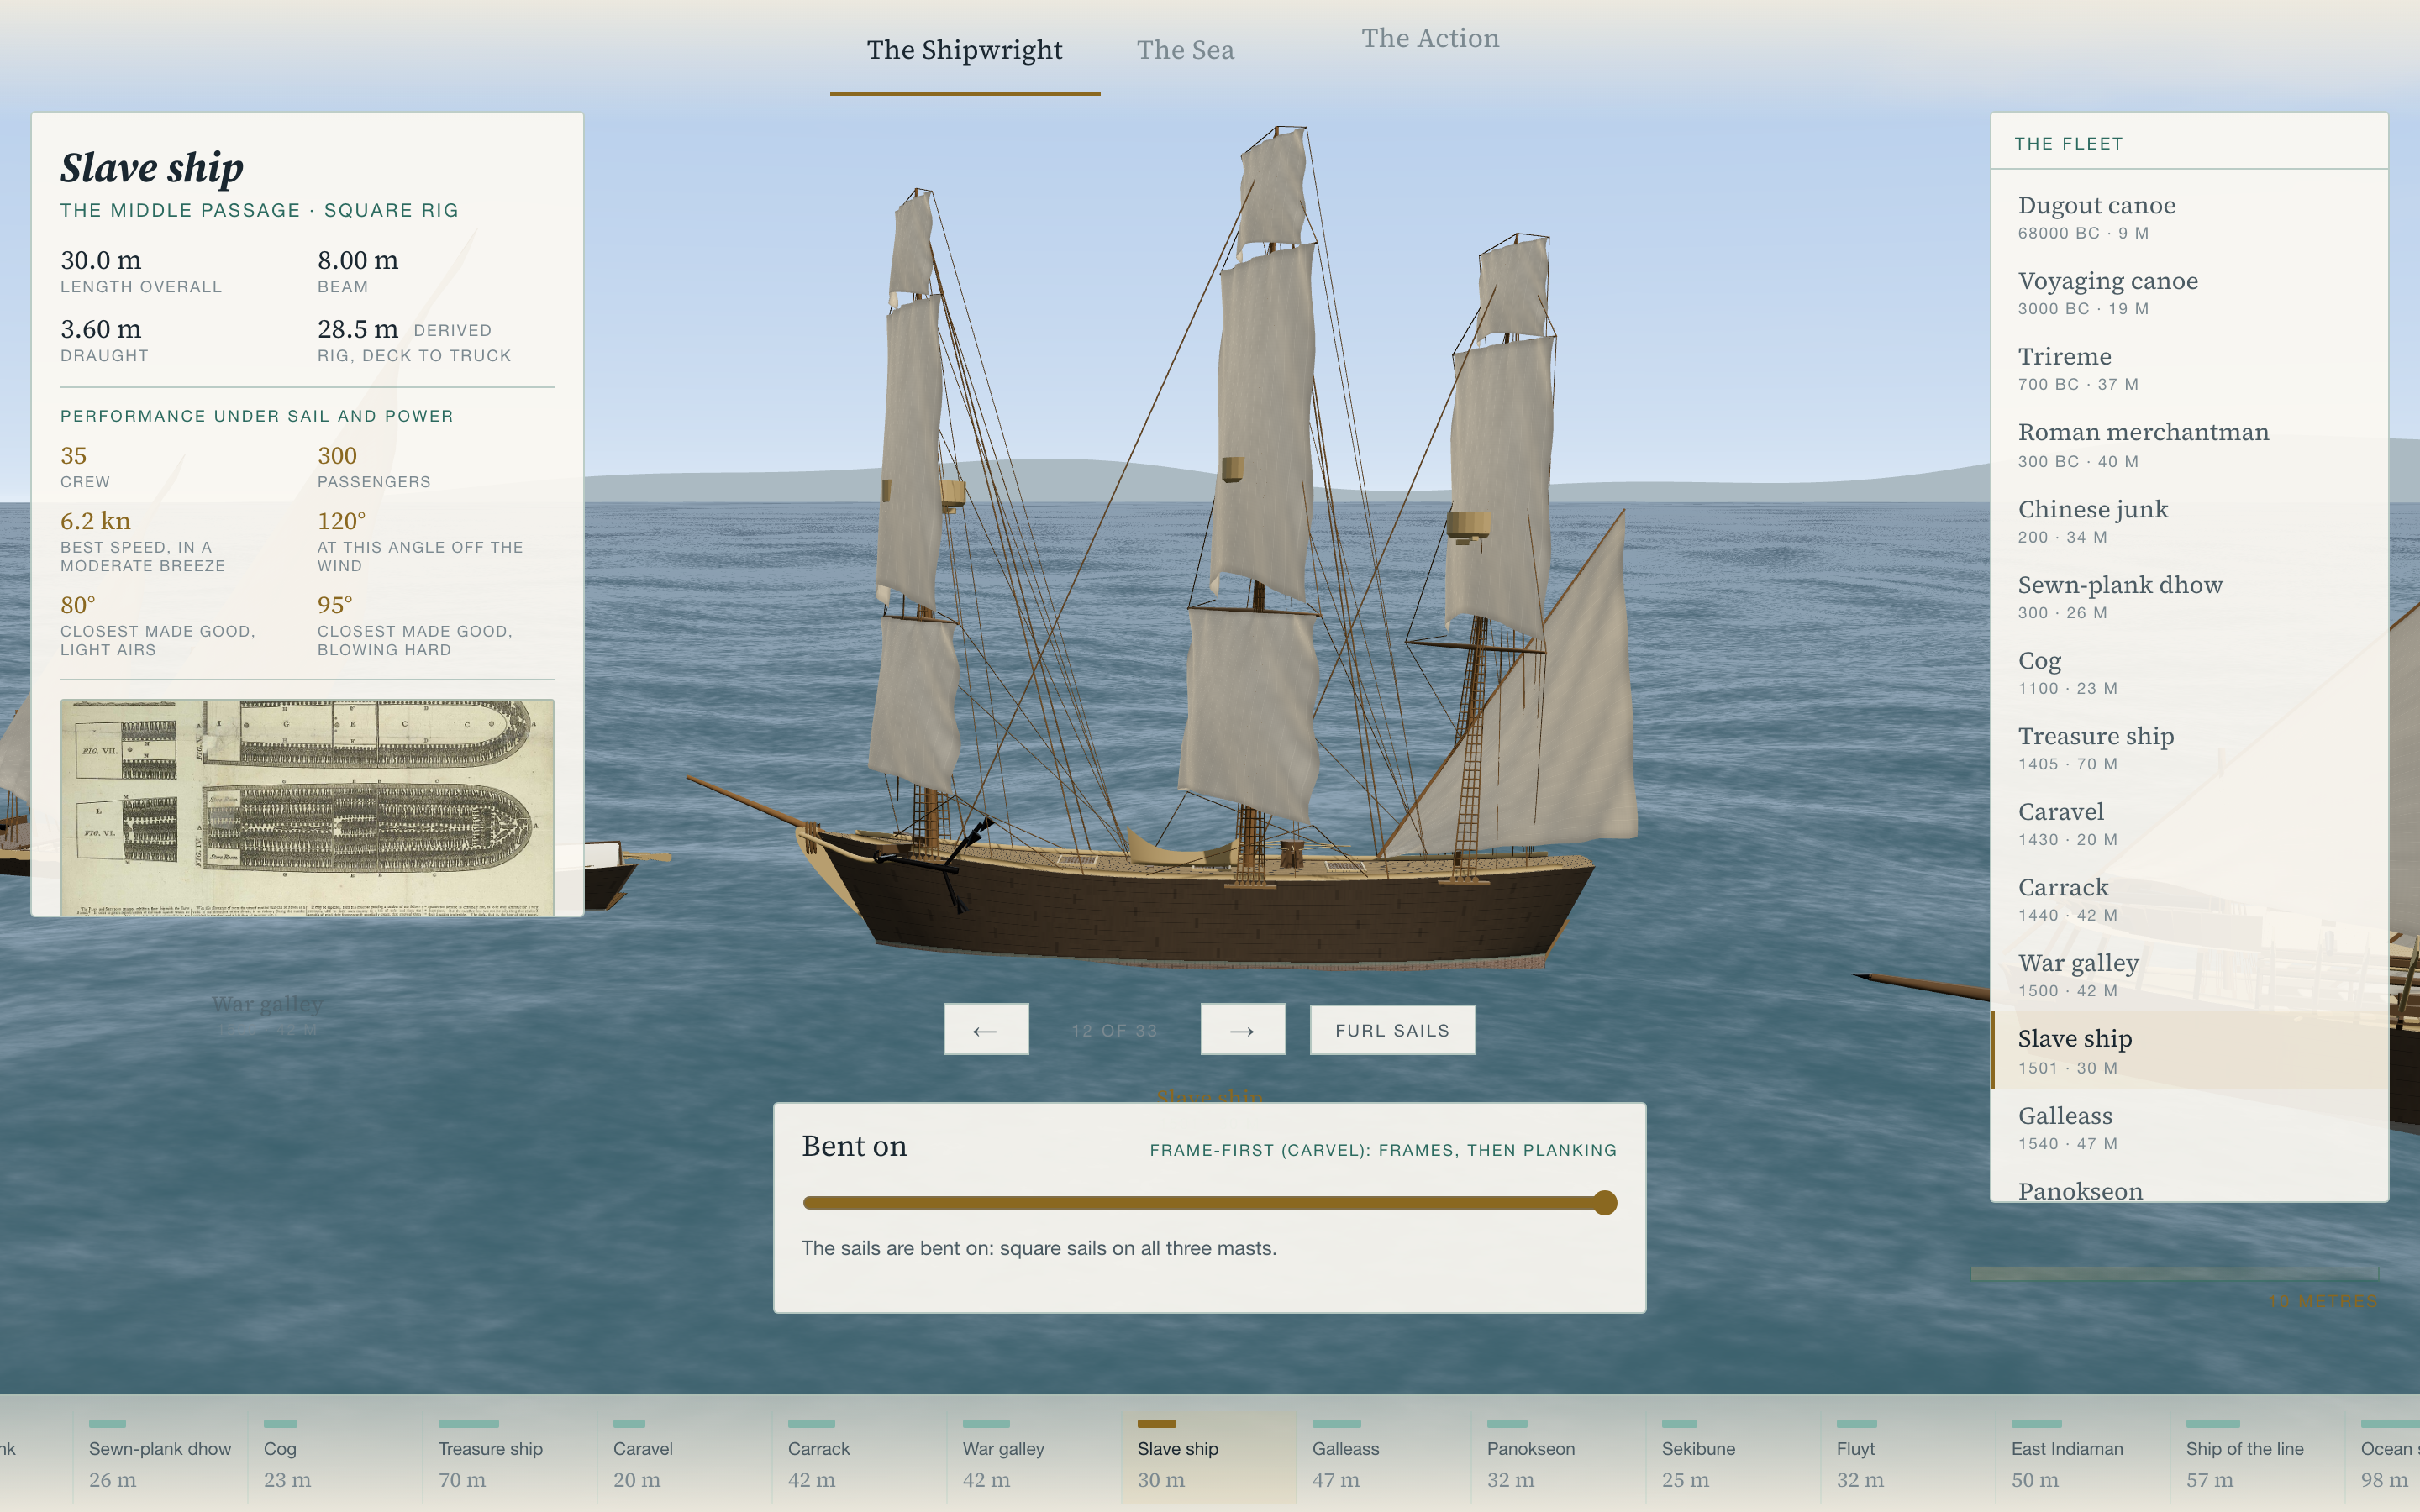 The Shipwright
The Sea
The Action
Slave ship
THE MIDDLE PASSAGE · SQUARE RIG
30.0 m
LENGTH OVERALL
8.00 m
BEAM
3.60 m
DRAUGHT
28.5 m DERIVED
RIG, DECK TO TRUCK
PERFORMANCE UNDER SAIL AND POWER
35
CREW
300
PASSENGERS
6.2 kn
BEST SPEED, IN A
MODERATE BREEZE
120°
AT THIS ANGLE OFF THE
WIND
80°
CLOSEST MADE GOOD,
LIGHT AIRS
95°
CLOSEST MADE GOOD,
BLOWING HARD
FIG. VII.
FIG. VI.
Store Room
War galley
← 12 OF 33 → FURL SAILS
Slave ship
Bent on
FRAME-FIRST (CARVEL): FRAMES, THEN PLANKING
The sails are bent on: square sails on all three masts.
THE FLEET
Dugout canoe
68000 BC · 9 M
Voyaging canoe
3000 BC · 19 M
Trireme
700 BC · 37 M
Roman merchantman
300 BC · 40 M
Chinese junk
200 · 34 M
Sewn-plank dhow
300 · 26 M
Cog
1100 · 23 M
Treasure ship
1405 · 70 M
Caravel
1430 · 20 M
Carrack
1440 · 42 M
War galley
1500 · 42 M
Slave ship
1501 · 30 M
Galleass
1540 · 47 M
Panokseon
10 METRES
nk
Sewn-plank dhow
26 m
Cog
23 m
Treasure ship
70 m
Caravel
20 m
Carrack
42 m
War galley
42 m
Slave ship
30 m
Galleass
47 m
Panokseon
32 m
Sekibune
25 m
Fluyt
32 m
East Indiaman
50 m
Ship of the line
57 m
Ocean
98 m